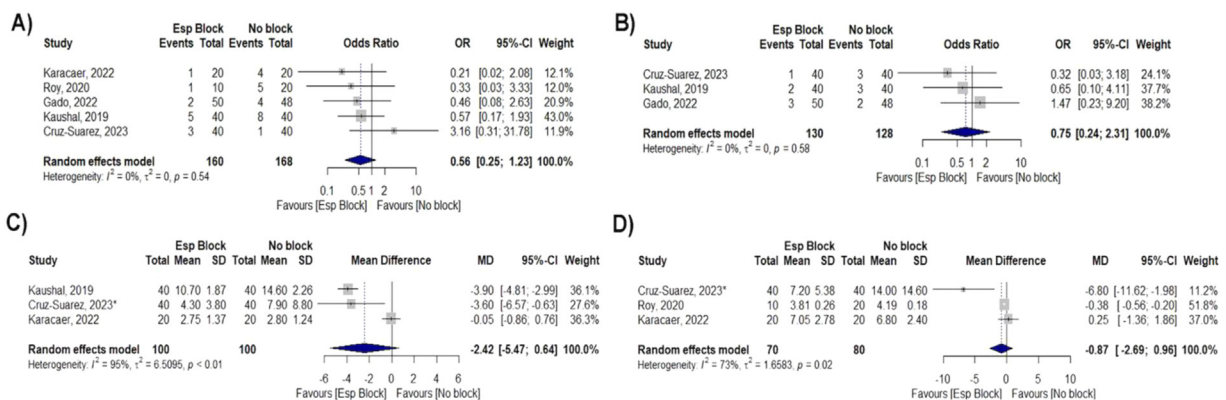 A)
Esp Block No block
Study Events Total Events Total Odds Ratio OR 95%-CI Weight
Karacaer, 2022 1 20 4 20 0.21 [0.02; 2.08] 12.1%
Roy, 2020 1 10 5 20 0.33 [0.03; 3.33] 12.0%
Gado, 2022 2 50 4 48 0.46 [0.08; 2.63] 20.9%
Kaushal, 2019 5 40 8 40 0.57 [0.17; 1.93] 43.0%
Cruz-Suarez, 2023 3 40 1 40 3.16 [0.31; 31.78] 11.9%
Random effects model 160 168 0.56 [0.25; 1.23] 100.0%
Heterogeneity: I² = 0%, τ² = 0, p = 0.54
0.1 0.5 1 2 10
Favours [Esp Block] Favours [No block]
B)
Esp Block No block
Study Events Total Events Total Odds Ratio OR 95%-CI Weight
Cruz-Suarez, 2023 1 40 3 40 0.32 [0.03; 3.18] 24.1%
Kaushal, 2019 2 40 3 40 0.65 [0.10; 4.11] 37.7%
Gado, 2022 3 50 2 48 1.47 [0.23; 9.20] 38.2%
Random effects model 130 128 0.75 [0.24; 2.31] 100.0%
Heterogeneity: I² = 0%, τ² = 0, p = 0.58
0.1 0.5 1 2 10
Favours [Esp Block] Favours [No block]
C)
Esp Block No block
Study Total Mean SD Total Mean SD Mean Difference MD 95%-CI Weight
Kaushal, 2019 40 10.70 1.87 40 14.60 2.26 -3.90 [-4.81; -2.99] 36.1%
Cruz-Suarez, 2023* 40 4.30 3.80 40 7.90 8.80 -3.60 [-6.57; -0.63] 27.6%
Karacaer, 2022 20 2.75 1.37 20 2.80 1.24 -0.05 [-0.86; 0.76] 36.3%
Random effects model 100 100 -2.42 [-5.47; 0.64] 100.0%
Heterogeneity: I² = 95%, τ² = 6.5095, p < 0.01
-6 -4 -2 0 2 4 6
Favours [Esp Block] Favours [No block]
D)
Esp Block No block
Study Total Mean SD Total Mean SD Mean Difference MD 95%-CI Weight
Cruz-Suarez, 2023* 40 7.20 5.38 40 14.00 14.60 -6.80 [-11.62; -1.98] 11.2%
Roy, 2020 10 3.81 0.26 20 4.19 0.18 -0.38 [-0.56; -0.20] 51.8%
Karacaer, 2022 20 7.05 2.78 20 6.80 2.40 0.25 [-1.36; 1.86] 37.0%
Random effects model 70 80 -0.87 [-2.69; 0.96] 100.0%
Heterogeneity: I² = 73%, τ² = 1.6583, p = 0.02
-10 -5 0 5 10
Favours [Esp Block] Favours [No block]